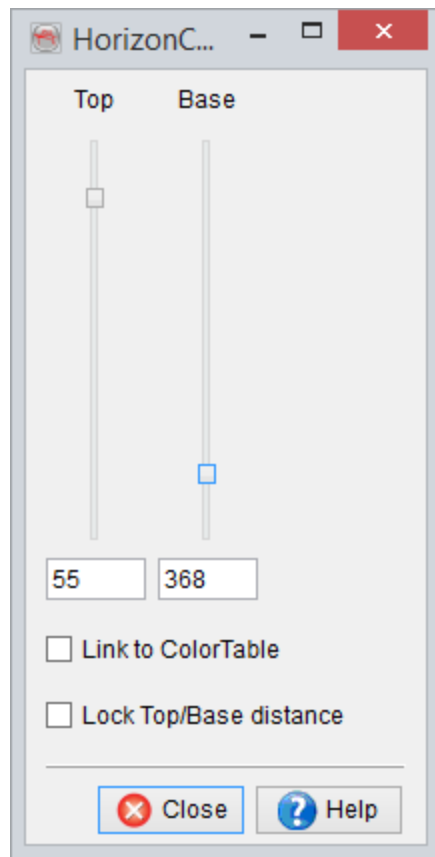 HorizonC...
Top Base
55 368
Link to ColorTable
Lock Top/Base distance
Close Help